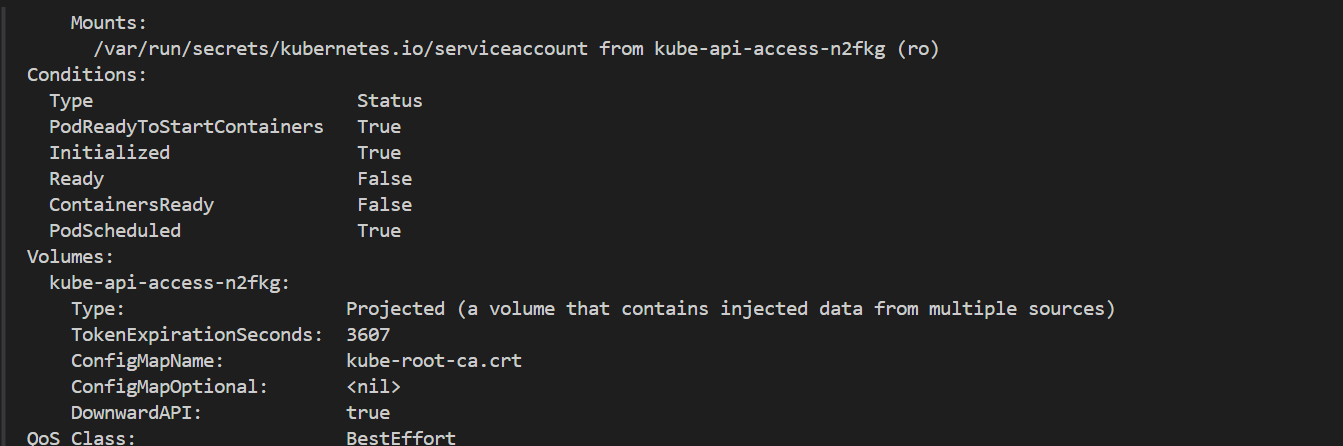 Mounts:
/var/run/secrets/kubernetes.io/serviceaccount from kube-api-access-n2fkg (ro)
Conditions:
Type Status
PodReadyToStartContainers True
Initialized True
Ready False
ContainersReady False
PodScheduled True
Volumes:
kube-api-access-n2fkg:
Type: Projected (a volume that contains injected data from multiple sources)
TokenExpirationSeconds: 3607
ConfigMapName: kube-root-ca.crt
ConfigMapOptional: <nil>
DownwardAPI: true
QoS Class: BestEffort